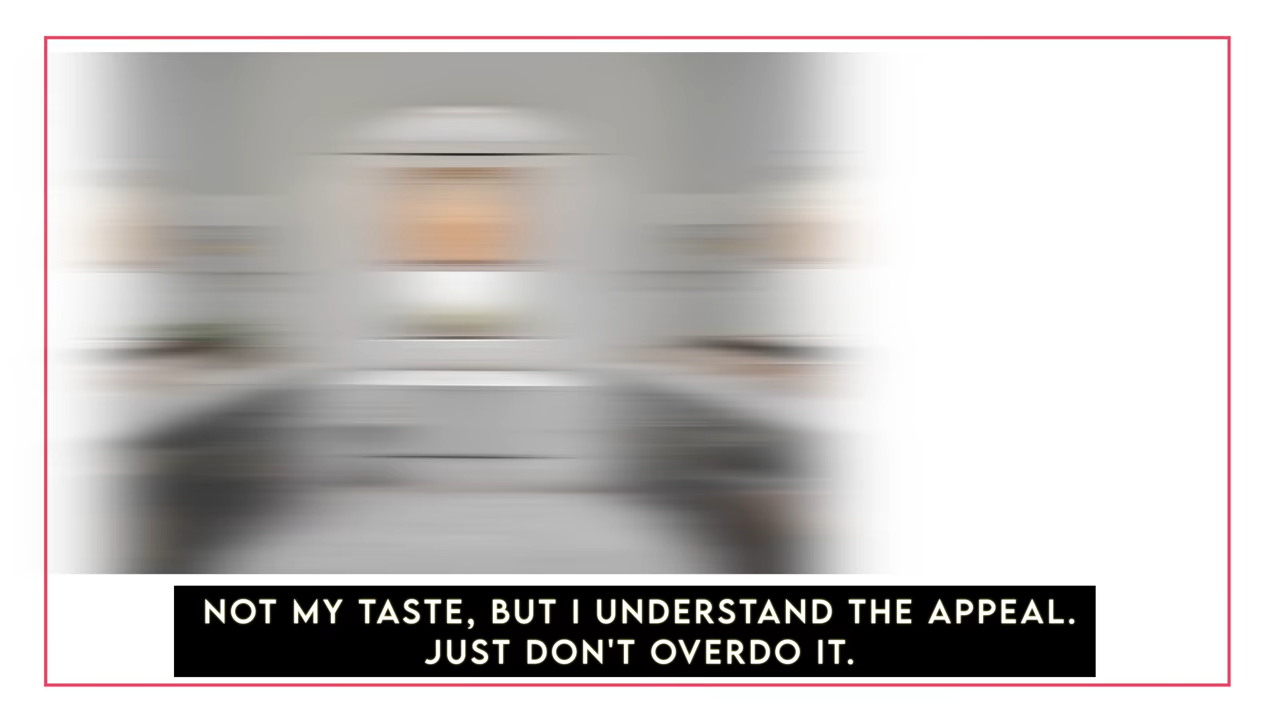 NOT MY TASTE, BUT I UNDERSTAND THE APPEAL.
JUST DON'T OVERDO IT.